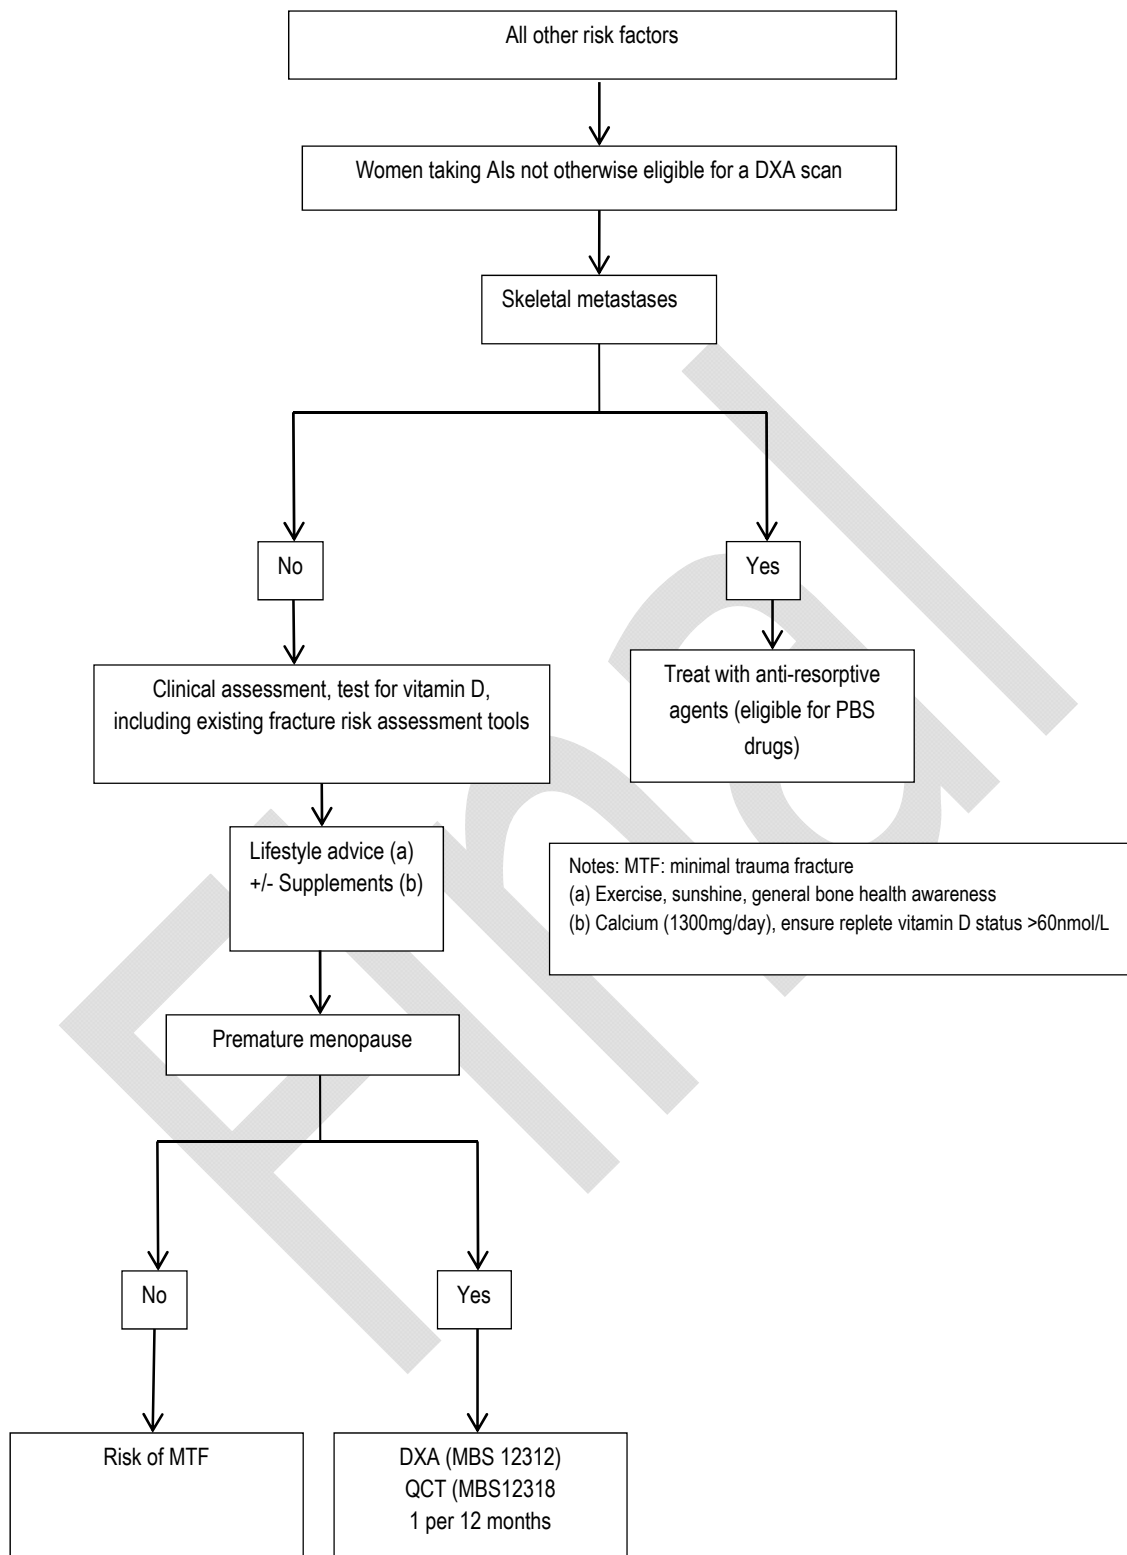 All other risk factors
Women taking AIs not otherwise eligible for a DXA scan
Skeletal metastases
No
Yes
Clinical assessment, test for vitamin D,
including existing fracture risk assessment tools
Treat with anti-resorptive
agents (eligible for PBS
drugs)
Lifestyle advice (a)
+/- Supplements (b)
Notes: MTF: minimal trauma fracture
(a) Exercise, sunshine, general bone health awareness
(b) Calcium (1300mg/day), ensure replete vitamin D status >60nmol/L
Premature menopause
No
Yes
Risk of MTF
DXA (MBS 12312)
QCT (MBS12318
1 per 12 months
Final